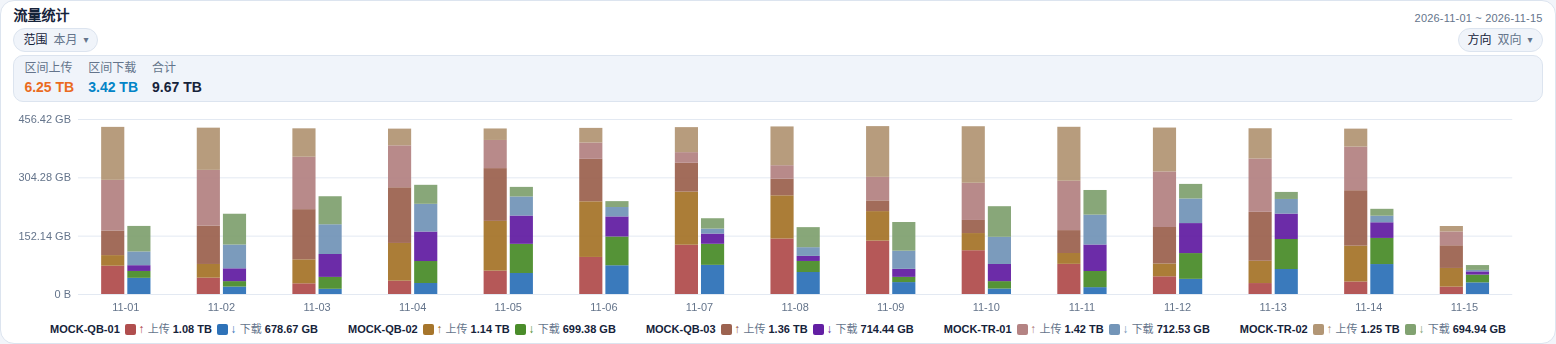 流量统计
2026-11-01 ~ 2026-11-15
范围 本月 ▾
方向 双向 ▾
区间上传 区间下载 合计
6.25 TB 3.42 TB 9.67 TB
456.42 GB
304.28 GB
152.14 GB
0 B
11-01 11-02 11-03 11-04 11-05 11-06 11-07 11-08 11-09 11-10 11-11 11-12 11-13 11-14 11-15
MOCK-QB-01 ↑ 上传 1.08 TB ↓ 下载 678.67 GB MOCK-QB-02 ↑ 上传 1.14 TB ↓ 下载 699.38 GB MOCK-QB-03 ↑ 上传 1.36 TB ↓ 下载 714.44 GB MOCK-TR-01 ↑ 上传 1.42 TB ↓ 下载 712.53 GB MOCK-TR-02 ↑ 上传 1.25 TB ↓ 下载 694.94 GB